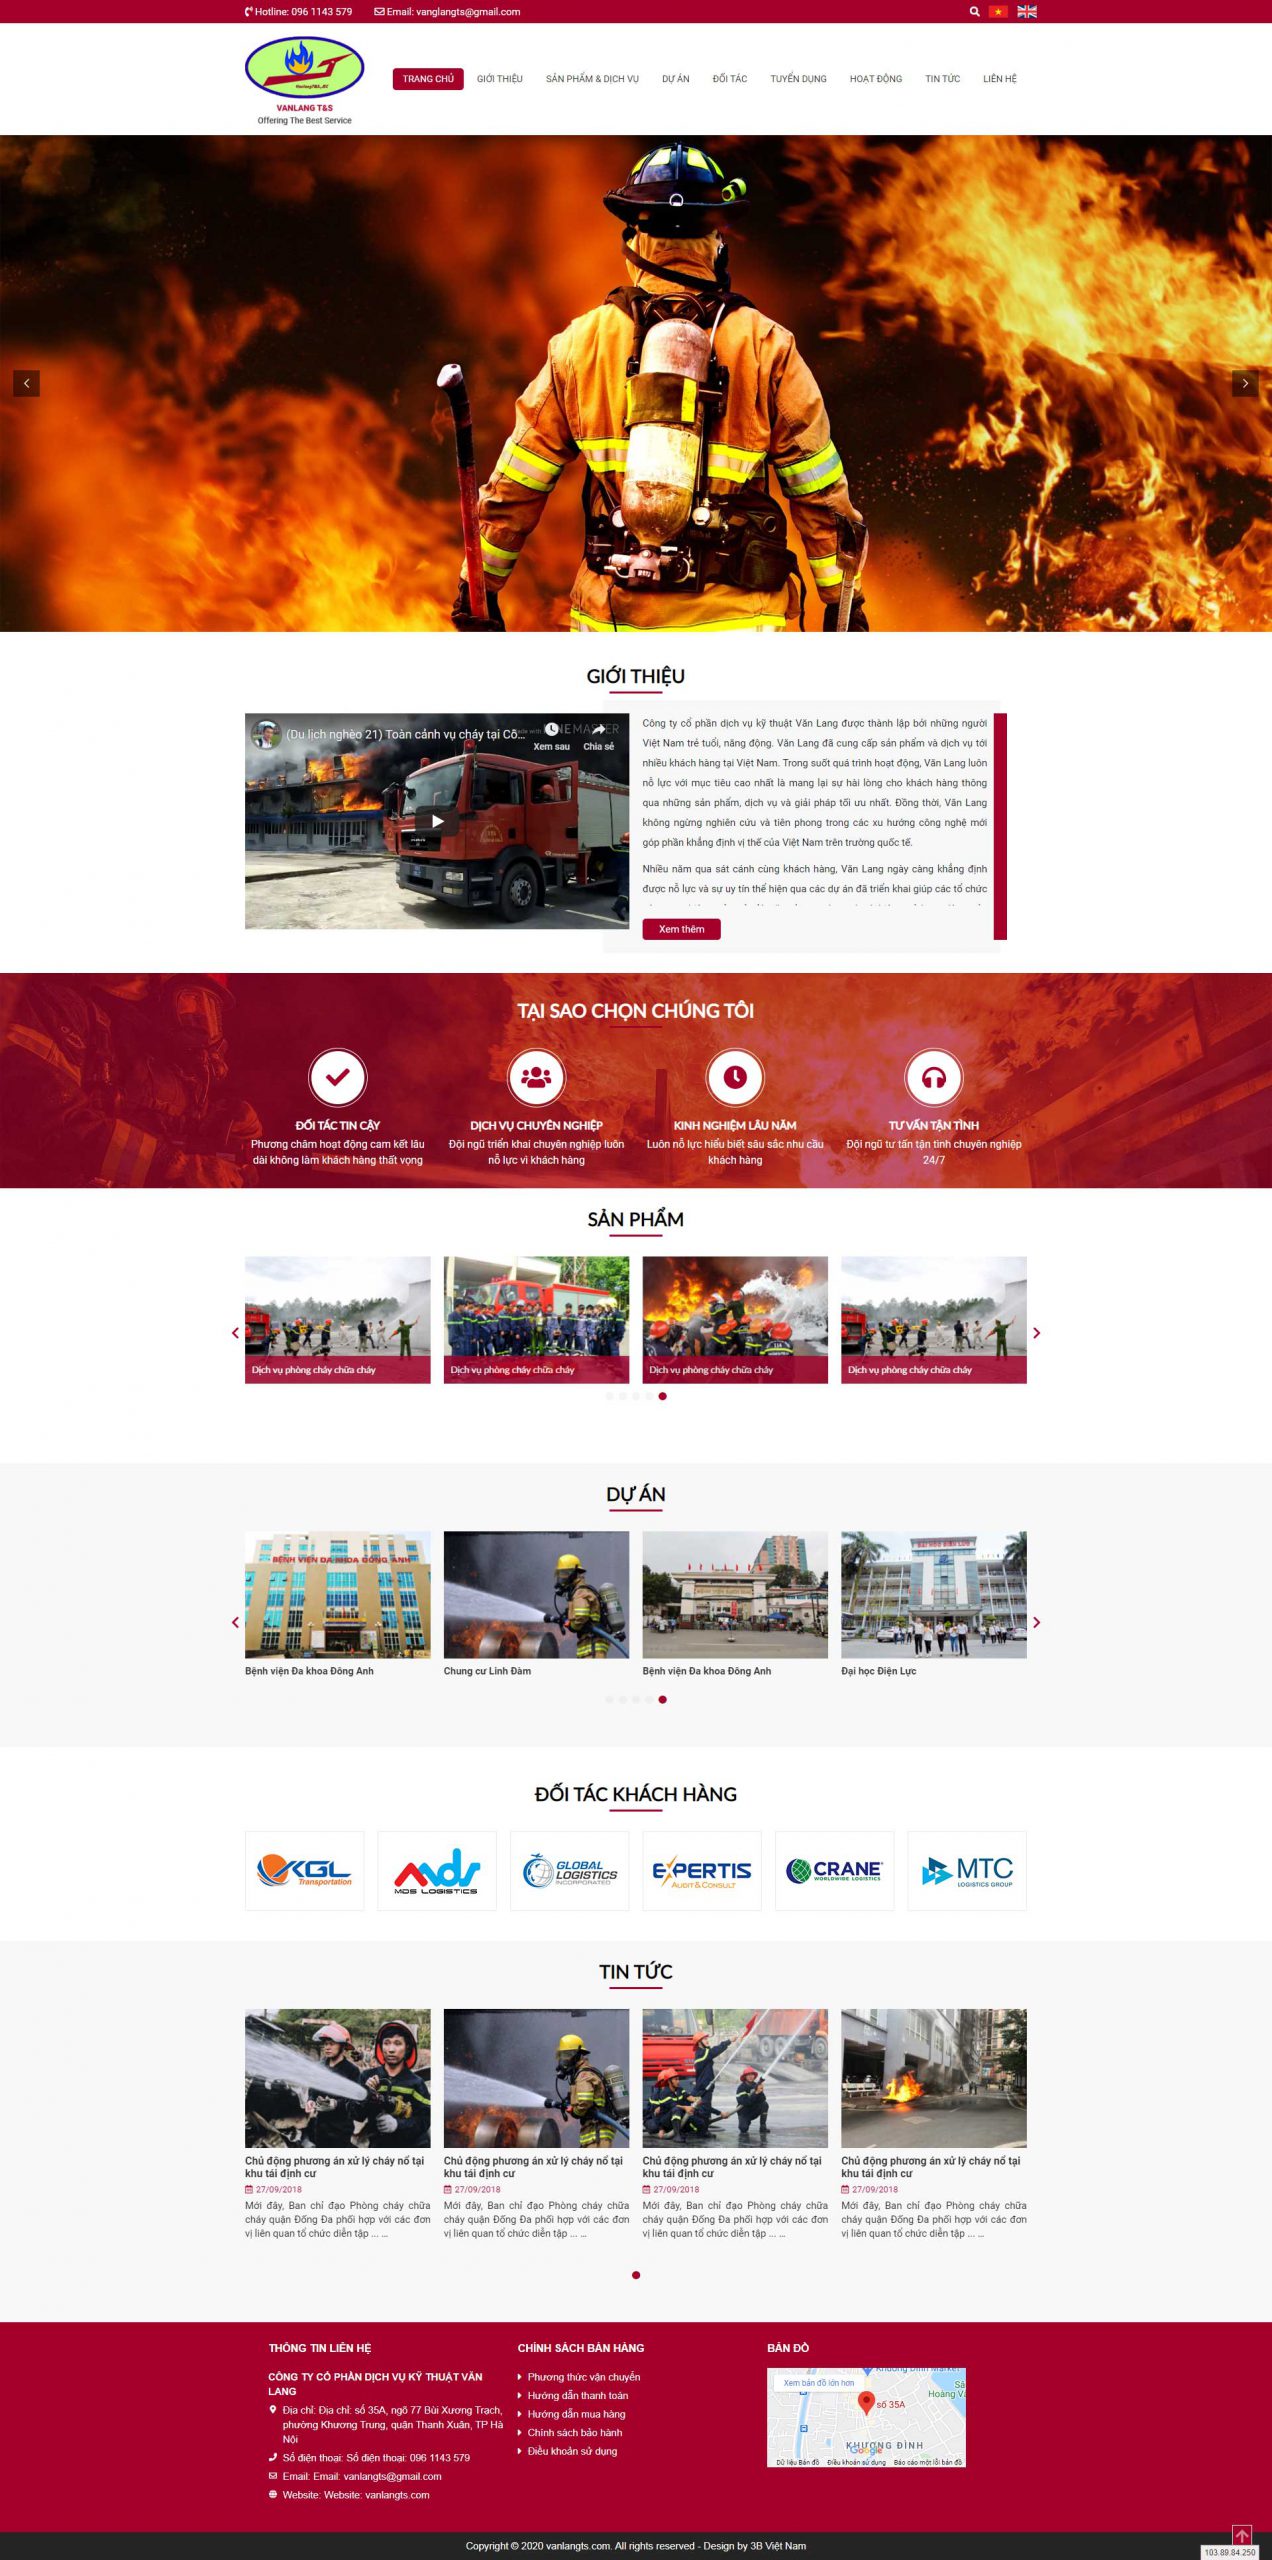 Hotline: 096 1143 579
Email: vanglangts@gmail.com
VANLANG T&S
Offering The Best Service
TRANG CHỦ
GIỚI THIỆU
SẢN PHẨM & DỊCH VỤ
DỰ ÁN
ĐỐI TÁC
TUYỂN DỤNG
HOẠT ĐỘNG
TIN TỨC
LIÊN HỆ
GIỚI THIỆU
(Du lịch nghèo 21) Toàn cảnh vụ cháy tại Cô...
Xem sau
Chia sẻ
Công ty cổ phần dịch vụ kỹ thuật Văn Lang được thành lập bởi những người
Việt Nam trẻ tuổi, năng động. Văn Lang đã cung cấp sản phẩm và dịch vụ tới
nhiều khách hàng tại Việt Nam. Trong suốt quá trình hoạt động, Văn Lang luôn
nỗ lực với mục tiêu cao nhất là mang lại sự hài lòng cho khách hàng thông
qua những sản phẩm, dịch vụ và giải pháp tối ưu nhất. Đồng thời, Văn Lang
không ngừng nghiên cứu và tiên phong trong các xu hướng công nghệ mới
góp phần khẳng định vị thế của Việt Nam trên trường quốc tế.
Nhiều năm qua sát cánh cùng khách hàng, Văn Lang ngày càng khẳng định
được nỗ lực và sự uy tín thể hiện qua các dự án đã triển khai giúp các tổ chức
Xem thêm
TẠI SAO CHỌN CHÚNG TÔI
ĐỐI TÁC TIN CẬY
Phương châm hoạt động cam kết lâu
dài không làm khách hàng thất vọng
DỊCH VỤ CHUYÊN NGHIỆP
Đội ngũ triển khai chuyên nghiệp luôn
nỗ lực vì khách hàng
KINH NGHIỆM LÂU NĂM
Luôn nỗ lực hiểu biết sâu sắc nhu cầu
khách hàng
TƯ VẤN TẬN TÌNH
Đội ngũ tư tấn tận tình chuyên nghiệp
24/7
SẢN PHẨM
Dịch vụ phòng cháy chữa cháy
Dịch vụ phòng cháy chữa cháy
Dịch vụ phòng cháy chữa cháy
Dịch vụ phòng cháy chữa cháy
DỰ ÁN
BỆNH VIỆN ĐA KHOA ĐÔNG ANH
ĐẠI HỌC ĐIỆN LỰC
Bệnh viện Đa khoa Đông Anh
Chung cư Linh Đàm
Bệnh viện Đa khoa Đông Anh
Đại học Điện Lực
ĐỐI TÁC KHÁCH HÀNG
KGL
Transportation
mds
MDS LOGISTICS
GLOBAL
LOGISTICS
INCORPORATED
EXPERTIS
AUDIT&CONSULT
CRANE
WORLDWIDE LOGISTICS
MTC
LOGISTICS GROUP
TIN TỨC
Chủ động phương án xử lý cháy nổ tại
khu tái định cư
27/09/2018
Mới đây, Ban chỉ đạo Phòng cháy chữa
cháy quận Đống Đa phối hợp với các đơn
vị liên quan tổ chức diễn tập ... ...
Chủ động phương án xử lý cháy nổ tại
khu tái định cư
27/09/2018
Mới đây, Ban chỉ đạo Phòng cháy chữa
cháy quận Đống Đa phối hợp với các đơn
vị liên quan tổ chức diễn tập ... ...
Chủ động phương án xử lý cháy nổ tại
khu tái định cư
27/09/2018
Mới đây, Ban chỉ đạo Phòng cháy chữa
cháy quận Đống Đa phối hợp với các đơn
vị liên quan tổ chức diễn tập ... ...
Chủ động phương án xử lý cháy nổ tại
khu tái định cư
27/09/2018
Mới đây, Ban chỉ đạo Phòng cháy chữa
cháy quận Đống Đa phối hợp với các đơn
vị liên quan tổ chức diễn tập ... ...
THÔNG TIN LIÊN HỆ
CÔNG TY CỔ PHẦN DỊCH VỤ KỸ THUẬT VĂN
LANG
Địa chỉ: Địa chỉ: số 35A, ngõ 77 Bùi Xương Trạch,
phường Khương Trung, quận Thanh Xuân, TP Hà
Nội
Số điện thoại: Số điện thoại: 096 1143 579
Email: Email: vanlangts@gmail.com
Website: Website: vanlangts.com
CHÍNH SÁCH BÁN HÀNG
Phương thức vận chuyển
Hướng dẫn thanh toán
Hướng dẫn mua hàng
Chính sách bảo hành
Điều khoản sử dụng
BẢN ĐỒ
Khương Đình Market
Xem bản đồ lớn hơn
số 35A
Hoàng Vă
KHƯƠNG ĐÌNH
Google
Dữ liệu Bản đồ
Điều khoản sử dụng
Báo cáo một lỗi bản đồ
Copyright © 2020 vanlangts.com. All rights reserved - Design by 3B Việt Nam
103.89.84.250